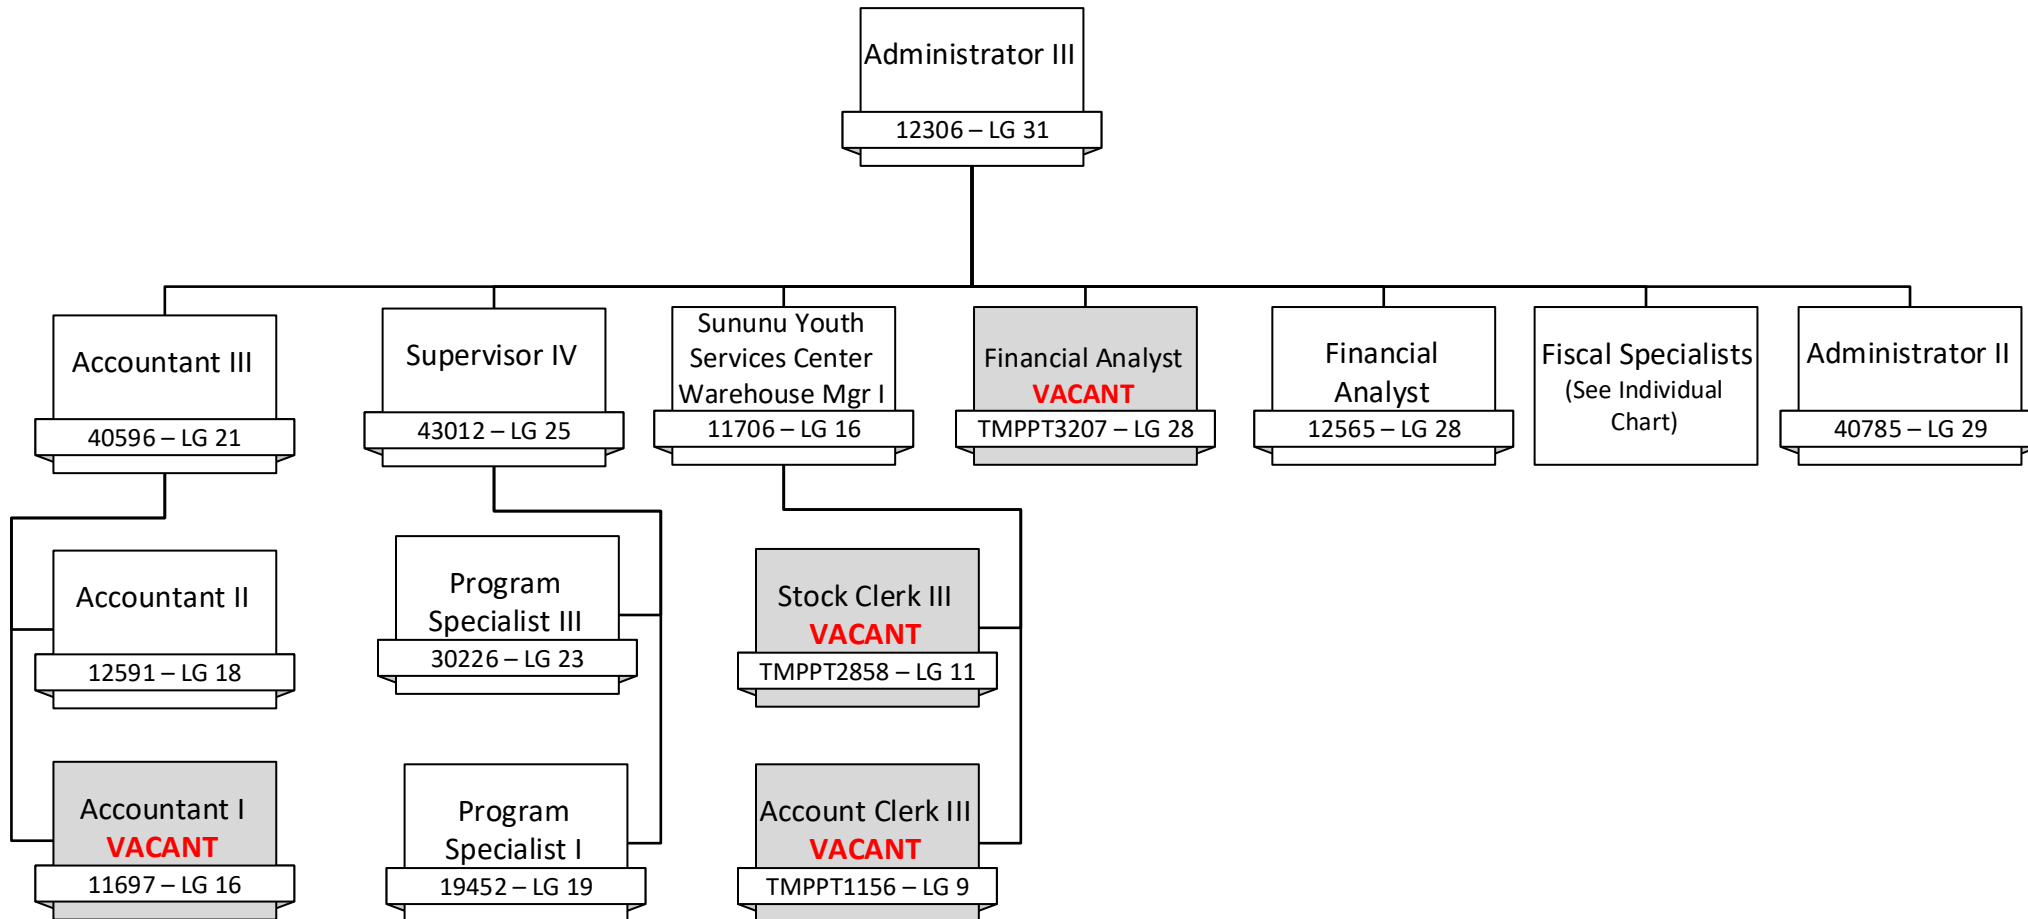 Administrator III
12306 – LG 31
Accountant III
40596 – LG 21
Supervisor IV
43012 – LG 25
Sununu Youth
Services Center
Warehouse Mgr I
11706 – LG 16
Financial Analyst
VACANT
TMPPT3207 – LG 28
Financial
Analyst
12565 – LG 28
Fiscal Specialists
(See Individual
Chart)
Administrator II
40785 – LG 29
Accountant II
12591 – LG 18
Program
Specialist III
30226 – LG 23
Stock Clerk III
VACANT
TMPPT2858 – LG 11
Accountant I
VACANT
11697 – LG 16
Program
Specialist I
19452 – LG 19
Account Clerk III
VACANT
TMPPT1156 – LG 9